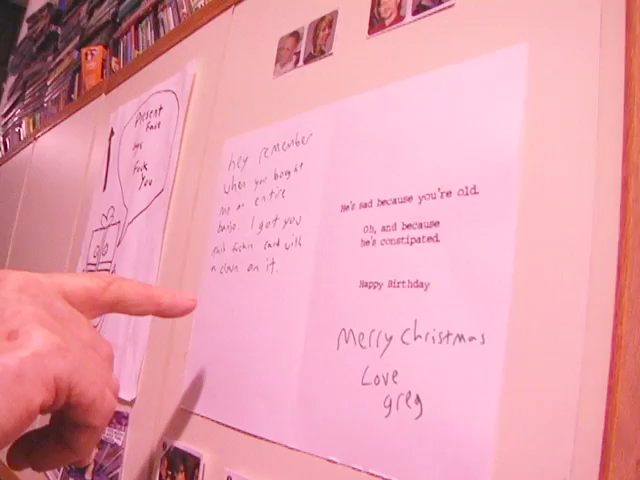 Present
Face
says
Fuck
You
hey remember
when you bought
me an entire
banjo. I got you
this fuckin card with
a clown on it.
He's sad because you're old.
Oh, and because
he's constipated.
Happy Birthday
Merry Christmas
Love
greg